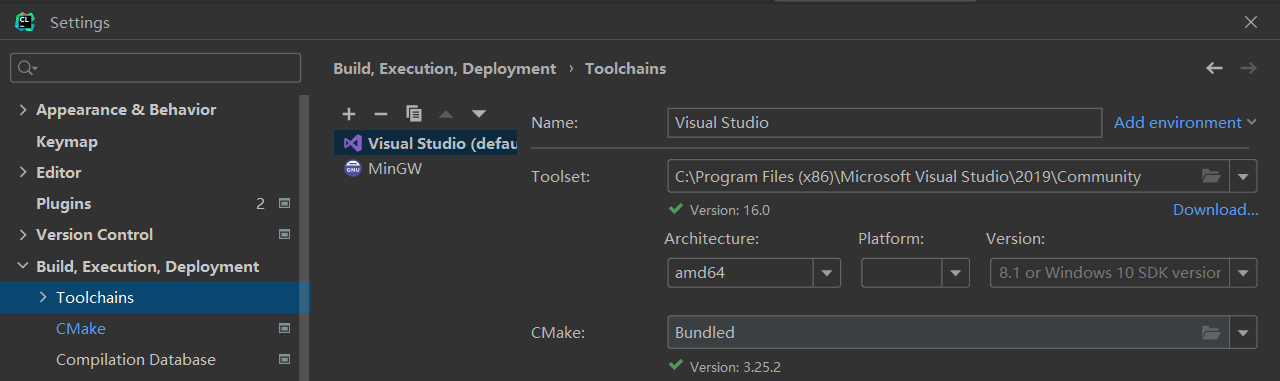 CL
Settings
Build, Execution, Deployment › Toolchains
Appearance & Behavior
Keymap
Editor
Plugins 2
Version Control
Build, Execution, Deployment
Toolchains
CMake
Compilation Database
Visual Studio (defau
GNU MinGW
Name: Visual Studio Add environment
Toolset: C:\Program Files (x86)\Microsoft Visual Studio\2019\Community
Version: 16.0 Download...
Architecture: Platform: Version:
amd64 8.1 or Windows 10 SDK version
CMake: Bundled
Version: 3.25.2